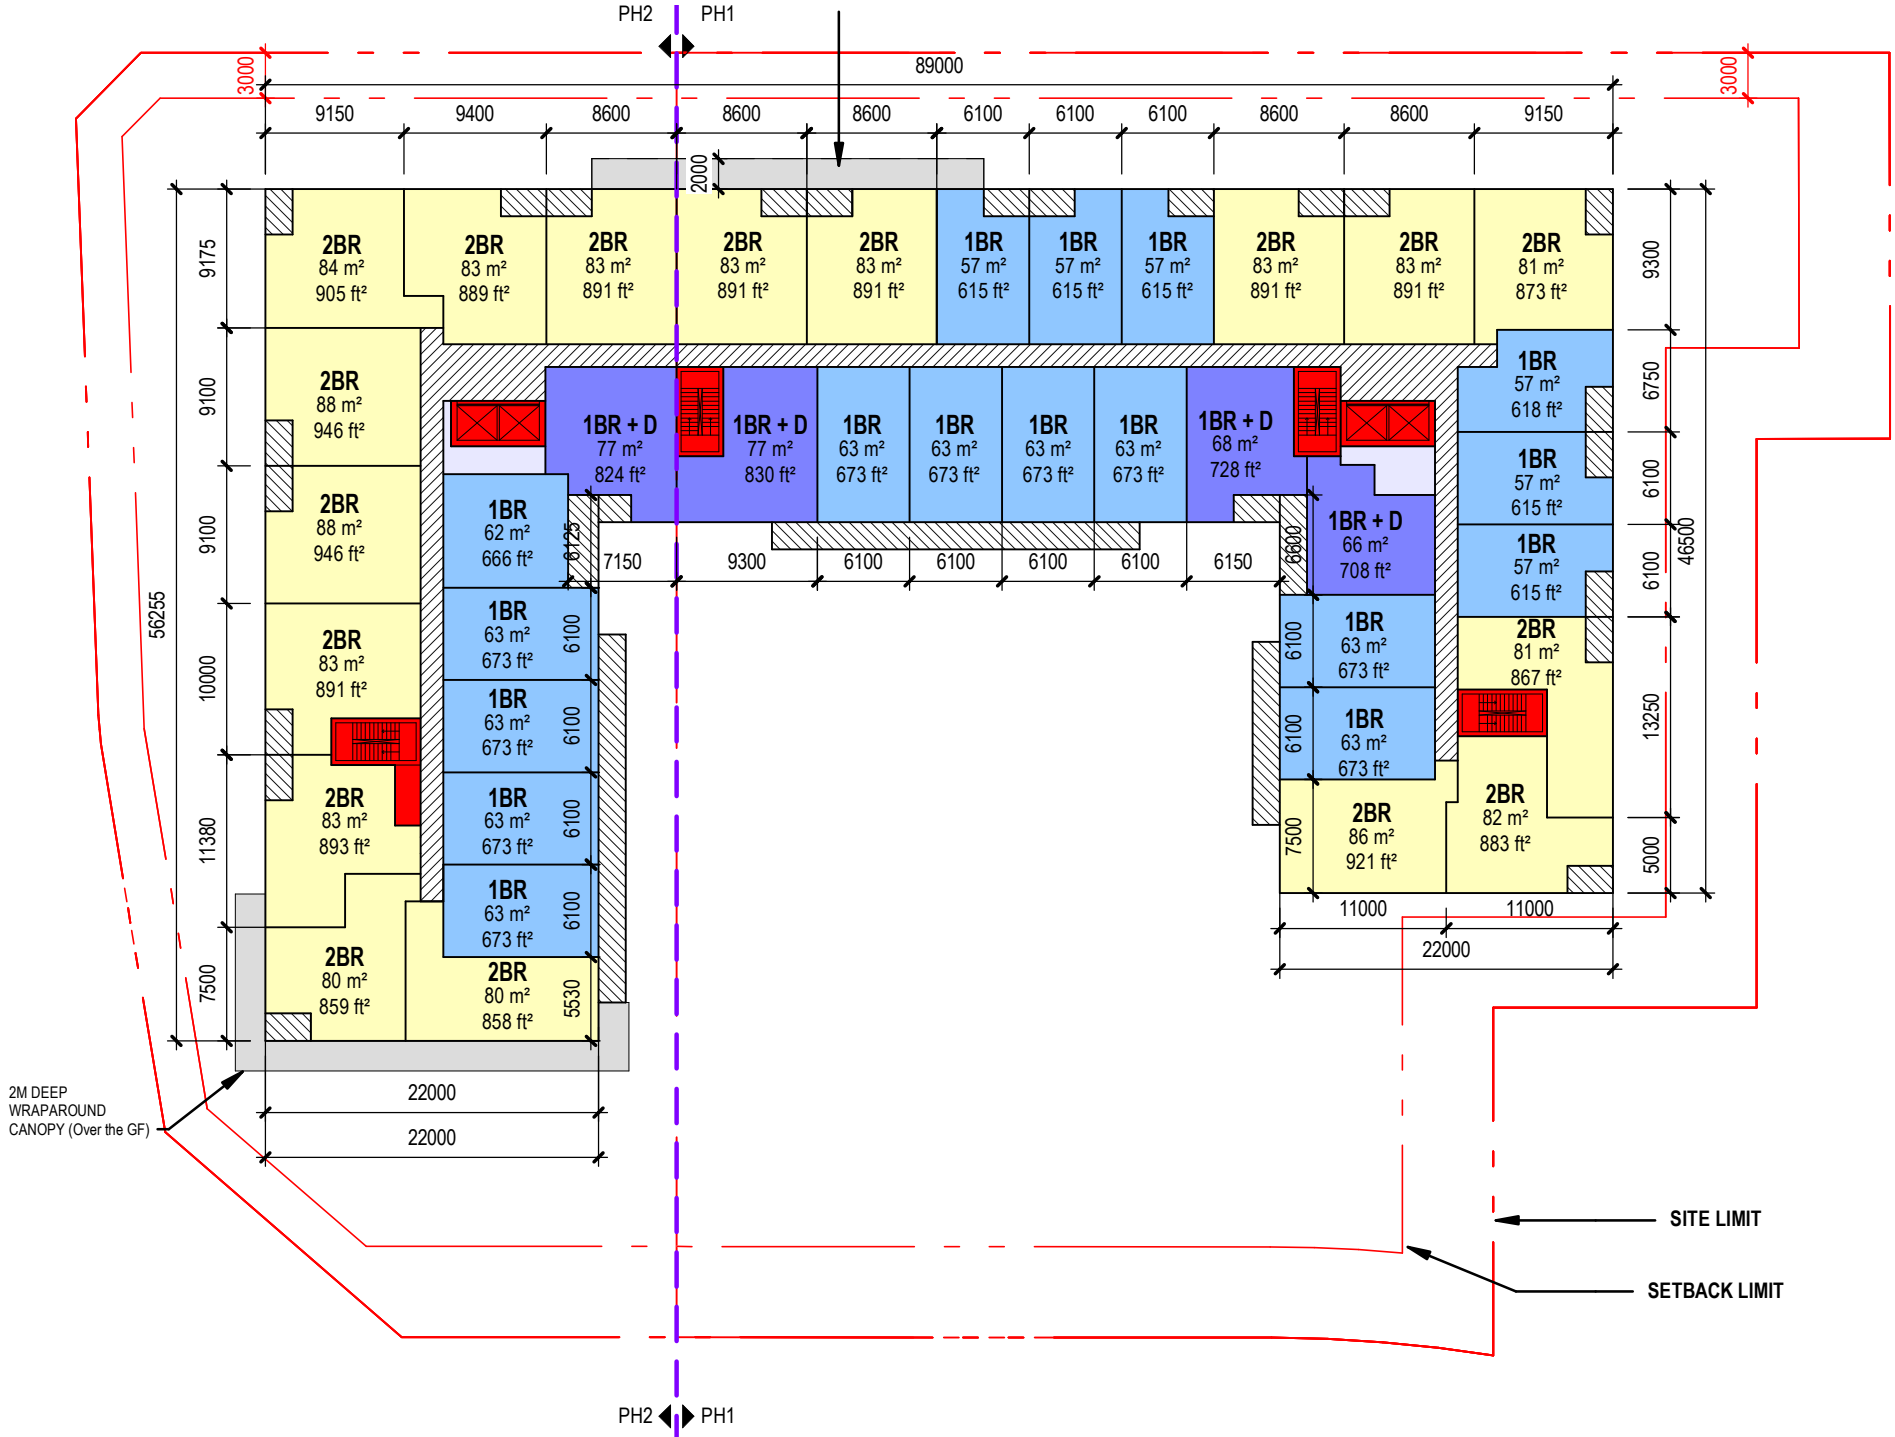 PH2 PH1
89000
3000
3000
9150 9400 8600 8600 8600 6100 6100 6100 8600 8600 9150
2000
2BR
84 m²
905 ft²
2BR
83 m²
889 ft²
2BR
83 m²
891 ft²
2BR
83 m²
891 ft²
2BR
83 m²
891 ft²
1BR
57 m²
615 ft²
1BR
57 m²
615 ft²
1BR
57 m²
615 ft²
2BR
83 m²
891 ft²
2BR
83 m²
891 ft²
2BR
81 m²
873 ft²
56255
9175
9100
9100
10000
11380
7500
2BR
88 m²
946 ft²
2BR
88 m²
946 ft²
2BR
83 m²
891 ft²
2BR
83 m²
893 ft²
2BR
80 m²
859 ft²
2BR
80 m²
858 ft²
1BR
62 m²
666 ft²
1BR
63 m²
673 ft²
1BR
63 m²
673 ft²
1BR
63 m²
673 ft²
1BR
63 m²
673 ft²
6125
6100
6100
6100
6100
5530
1BR + D
77 m²
824 ft²
1BR + D
77 m²
830 ft²
1BR
63 m²
673 ft²
1BR
63 m²
673 ft²
1BR
63 m²
673 ft²
1BR
63 m²
673 ft²
1BR + D
68 m²
728 ft²
7150 9300 6100 6100 6100 6100 6150
1BR + D
66 m²
708 ft²
1BR
63 m²
673 ft²
1BR
63 m²
673 ft²
2BR
86 m²
921 ft²
6600
6100
6100
7500
1BR
57 m²
618 ft²
1BR
57 m²
615 ft²
1BR
57 m²
615 ft²
2BR
81 m²
867 ft²
2BR
82 m²
883 ft²
9300
6750
6100
6100
13250
5000
46500
11000 11000
22000
22000
22000
2M DEEP
WRAPAROUND
CANOPY (Over the GF)
SITE LIMIT
SETBACK LIMIT
PH2 PH1